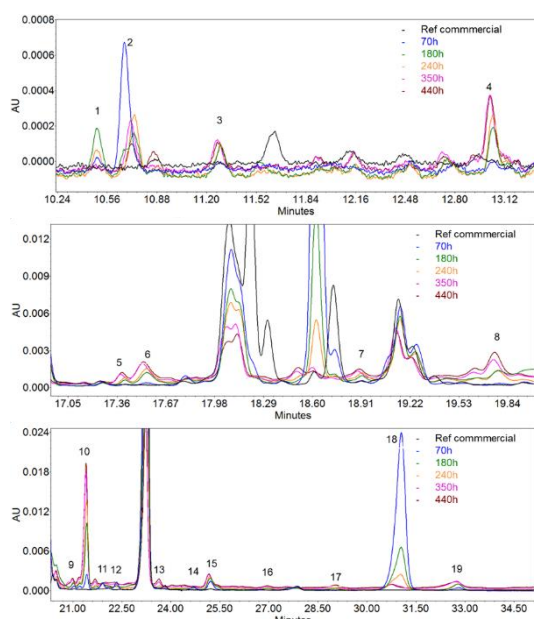 0.0008
0.0004
0.0002
0.0000
AU
1
2
3
4
Ref commmercial
70h
180h
240h
350h
440h
10.24 10.56 10.88 11.20 11.52 11.84 12.16 12.48 12.80 13.12
Minutes
0.012
0.009
0.006
0.003
0.000
AU
5
6
7
8
Ref commmercial
70h
180h
240h
350h
440h
17.05 17.36 17.67 17.98 18.29 18.60 18.91 19.22 19.53 19.84
Minutes
0.024
0.018
0.012
0.006
0.000
AU
9
10
11
12
13
14
15
16
17
18
19
Ref commmercial
70h
180h
240h
350h
440h
21.00 22.50 24.00 25.50 27.00 28.50 30.00 31.50 33.00 34.50
Minutes